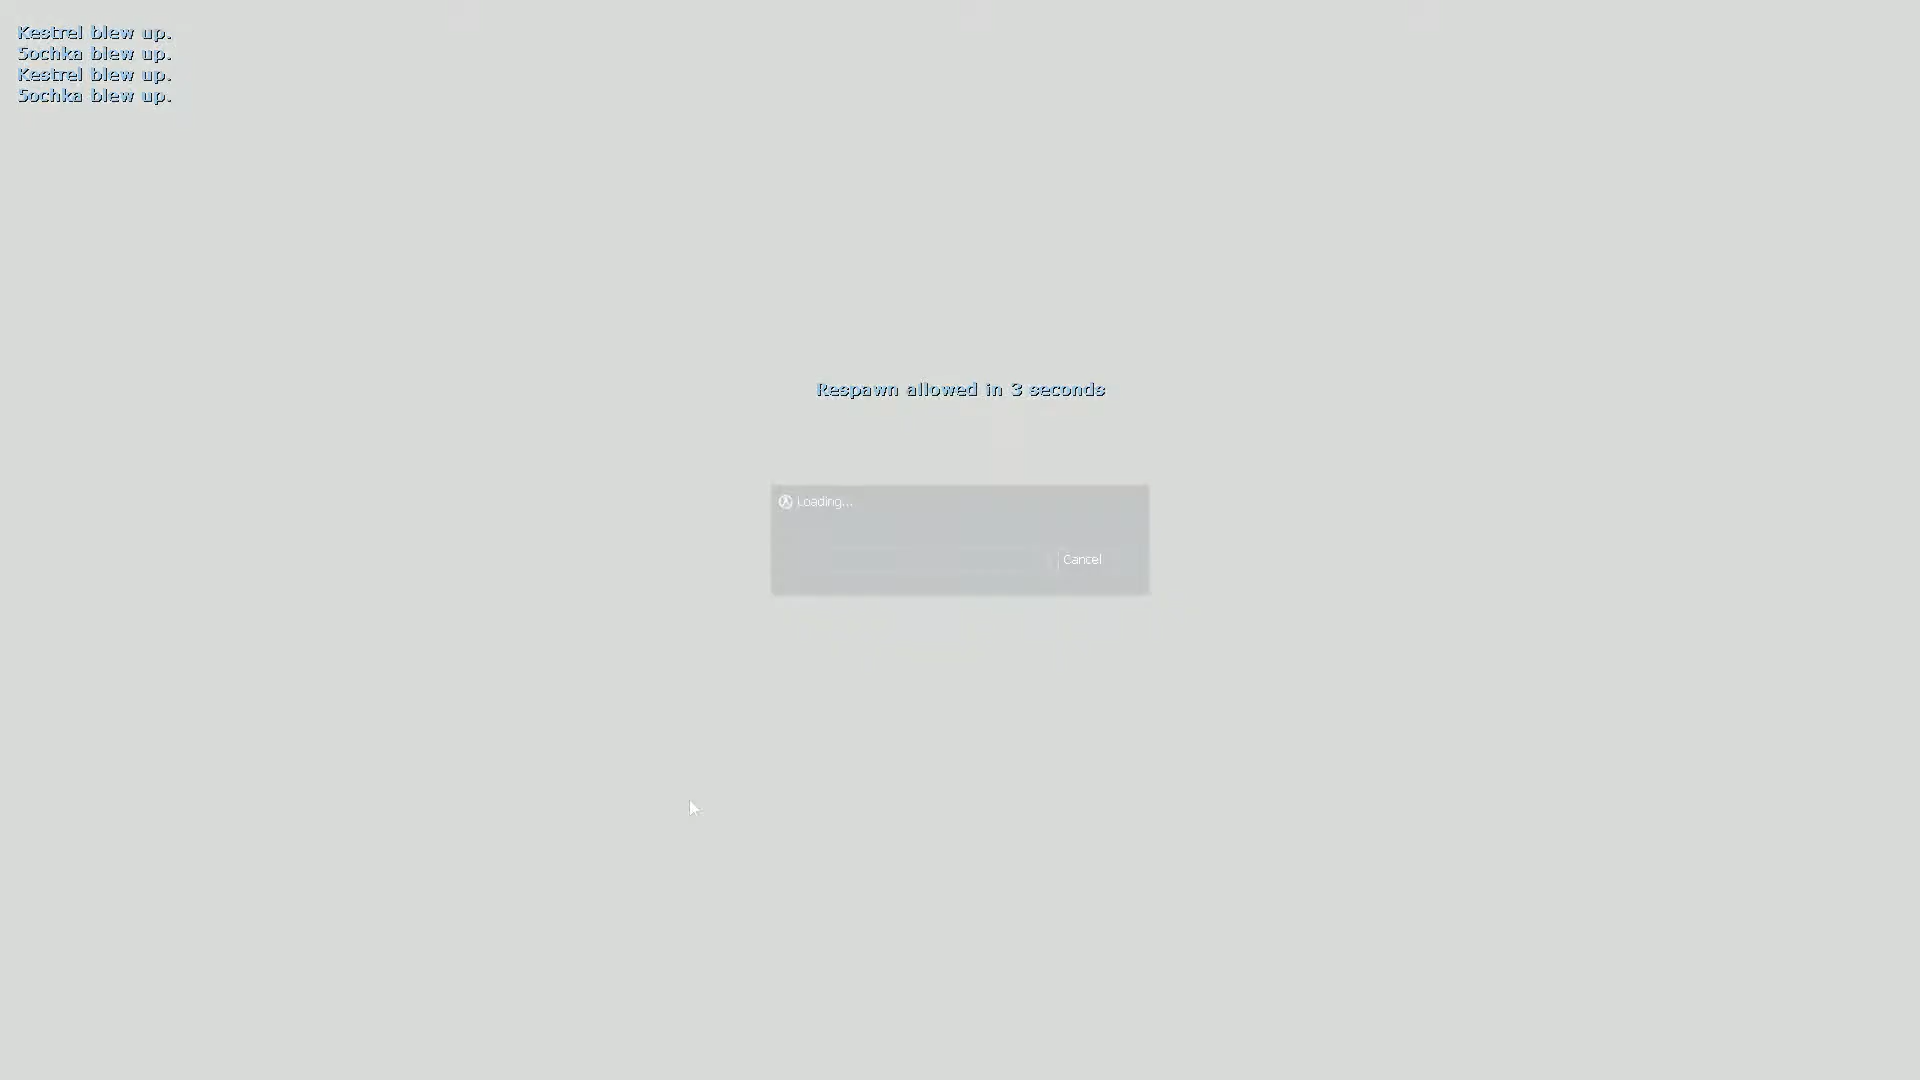 Kestrel blew up.
Sochka blew up.
Kestrel blew up.
Sochka blew up.
Respawn allowed in 3 seconds
Loading...
Cancel